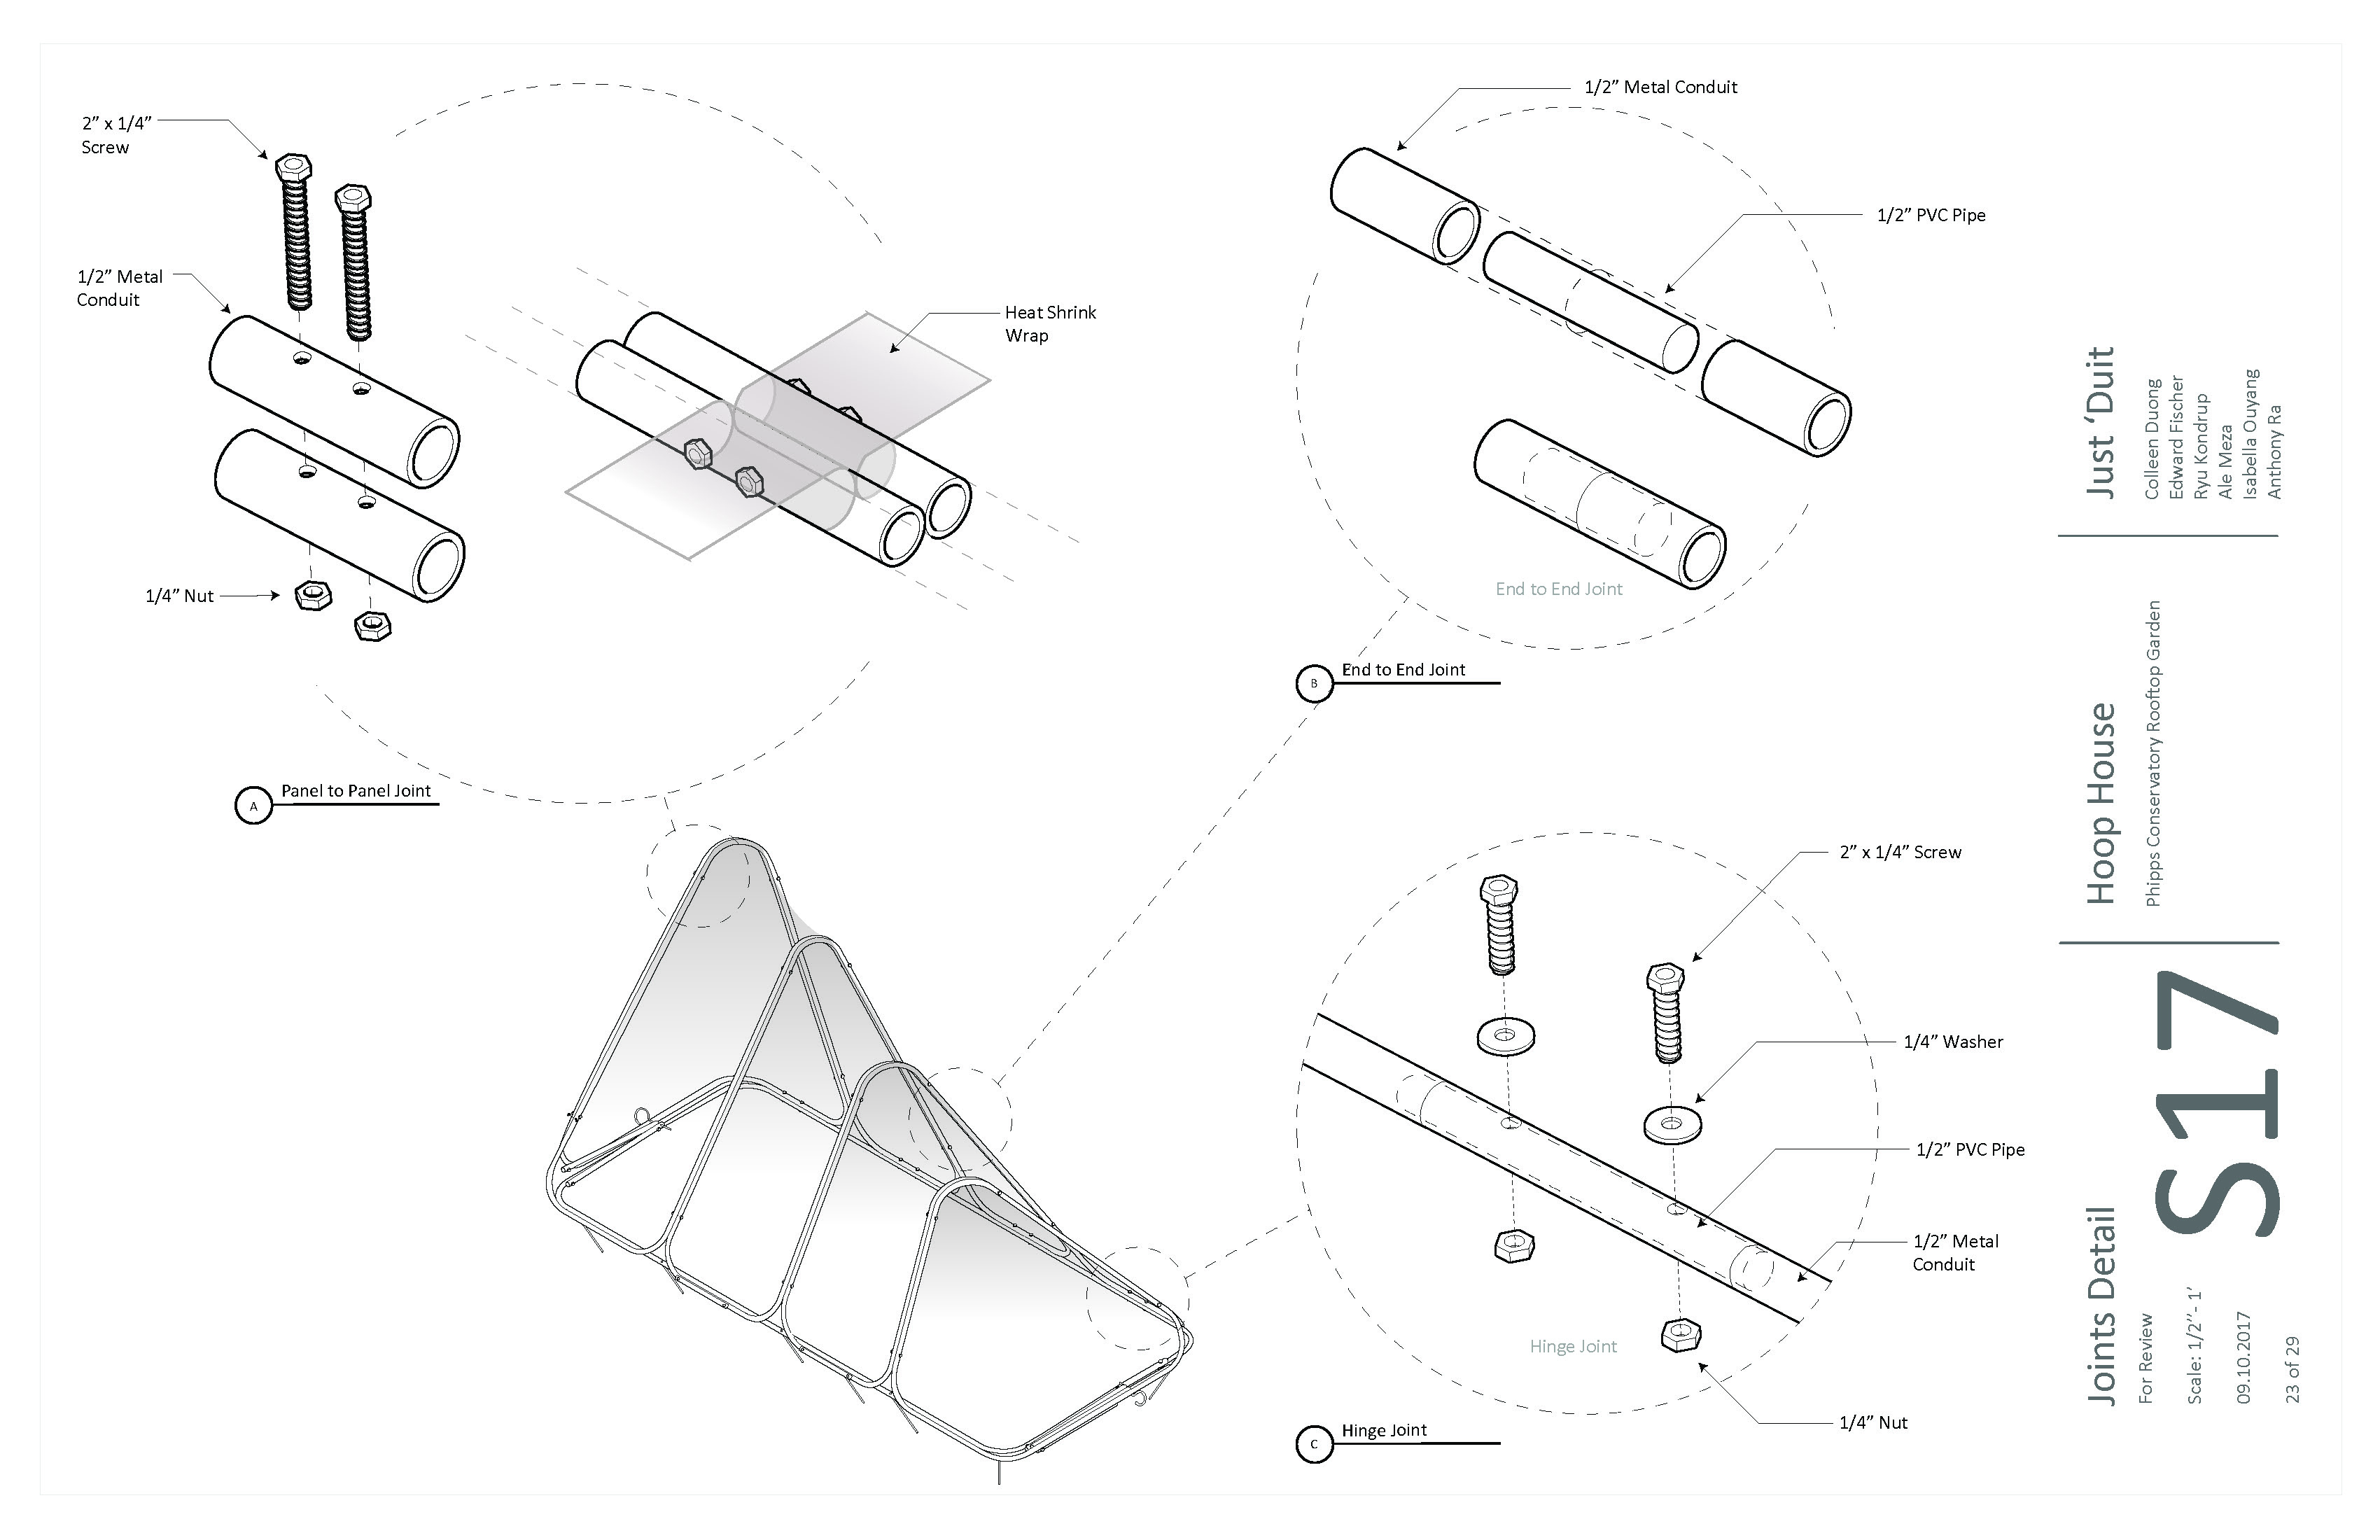 2” x 1/4”
Screw
1/2” Metal
Conduit
1/4” Nut
Heat Shrink
Wrap
A
Panel to Panel Joint
1/2” Metal Conduit
1/2” PVC Pipe
End to End Joint
B
End to End Joint
2” x 1/4” Screw
1/4” Washer
1/2” PVC Pipe
1/2” Metal
Conduit
Hinge Joint
1/4” Nut
C
Hinge Joint
Just ‘Duit
Colleen Duong
Edward Fischer
Ryu Kondrup
Ale Meza
Isabella Ouyang
Anthony Ra
Hoop House
Phipps Conservatory Rooftop Garden
Joints Detail
For Review
Scale: 1/2’’- 1’
09.10.2017
23 of 29
S17